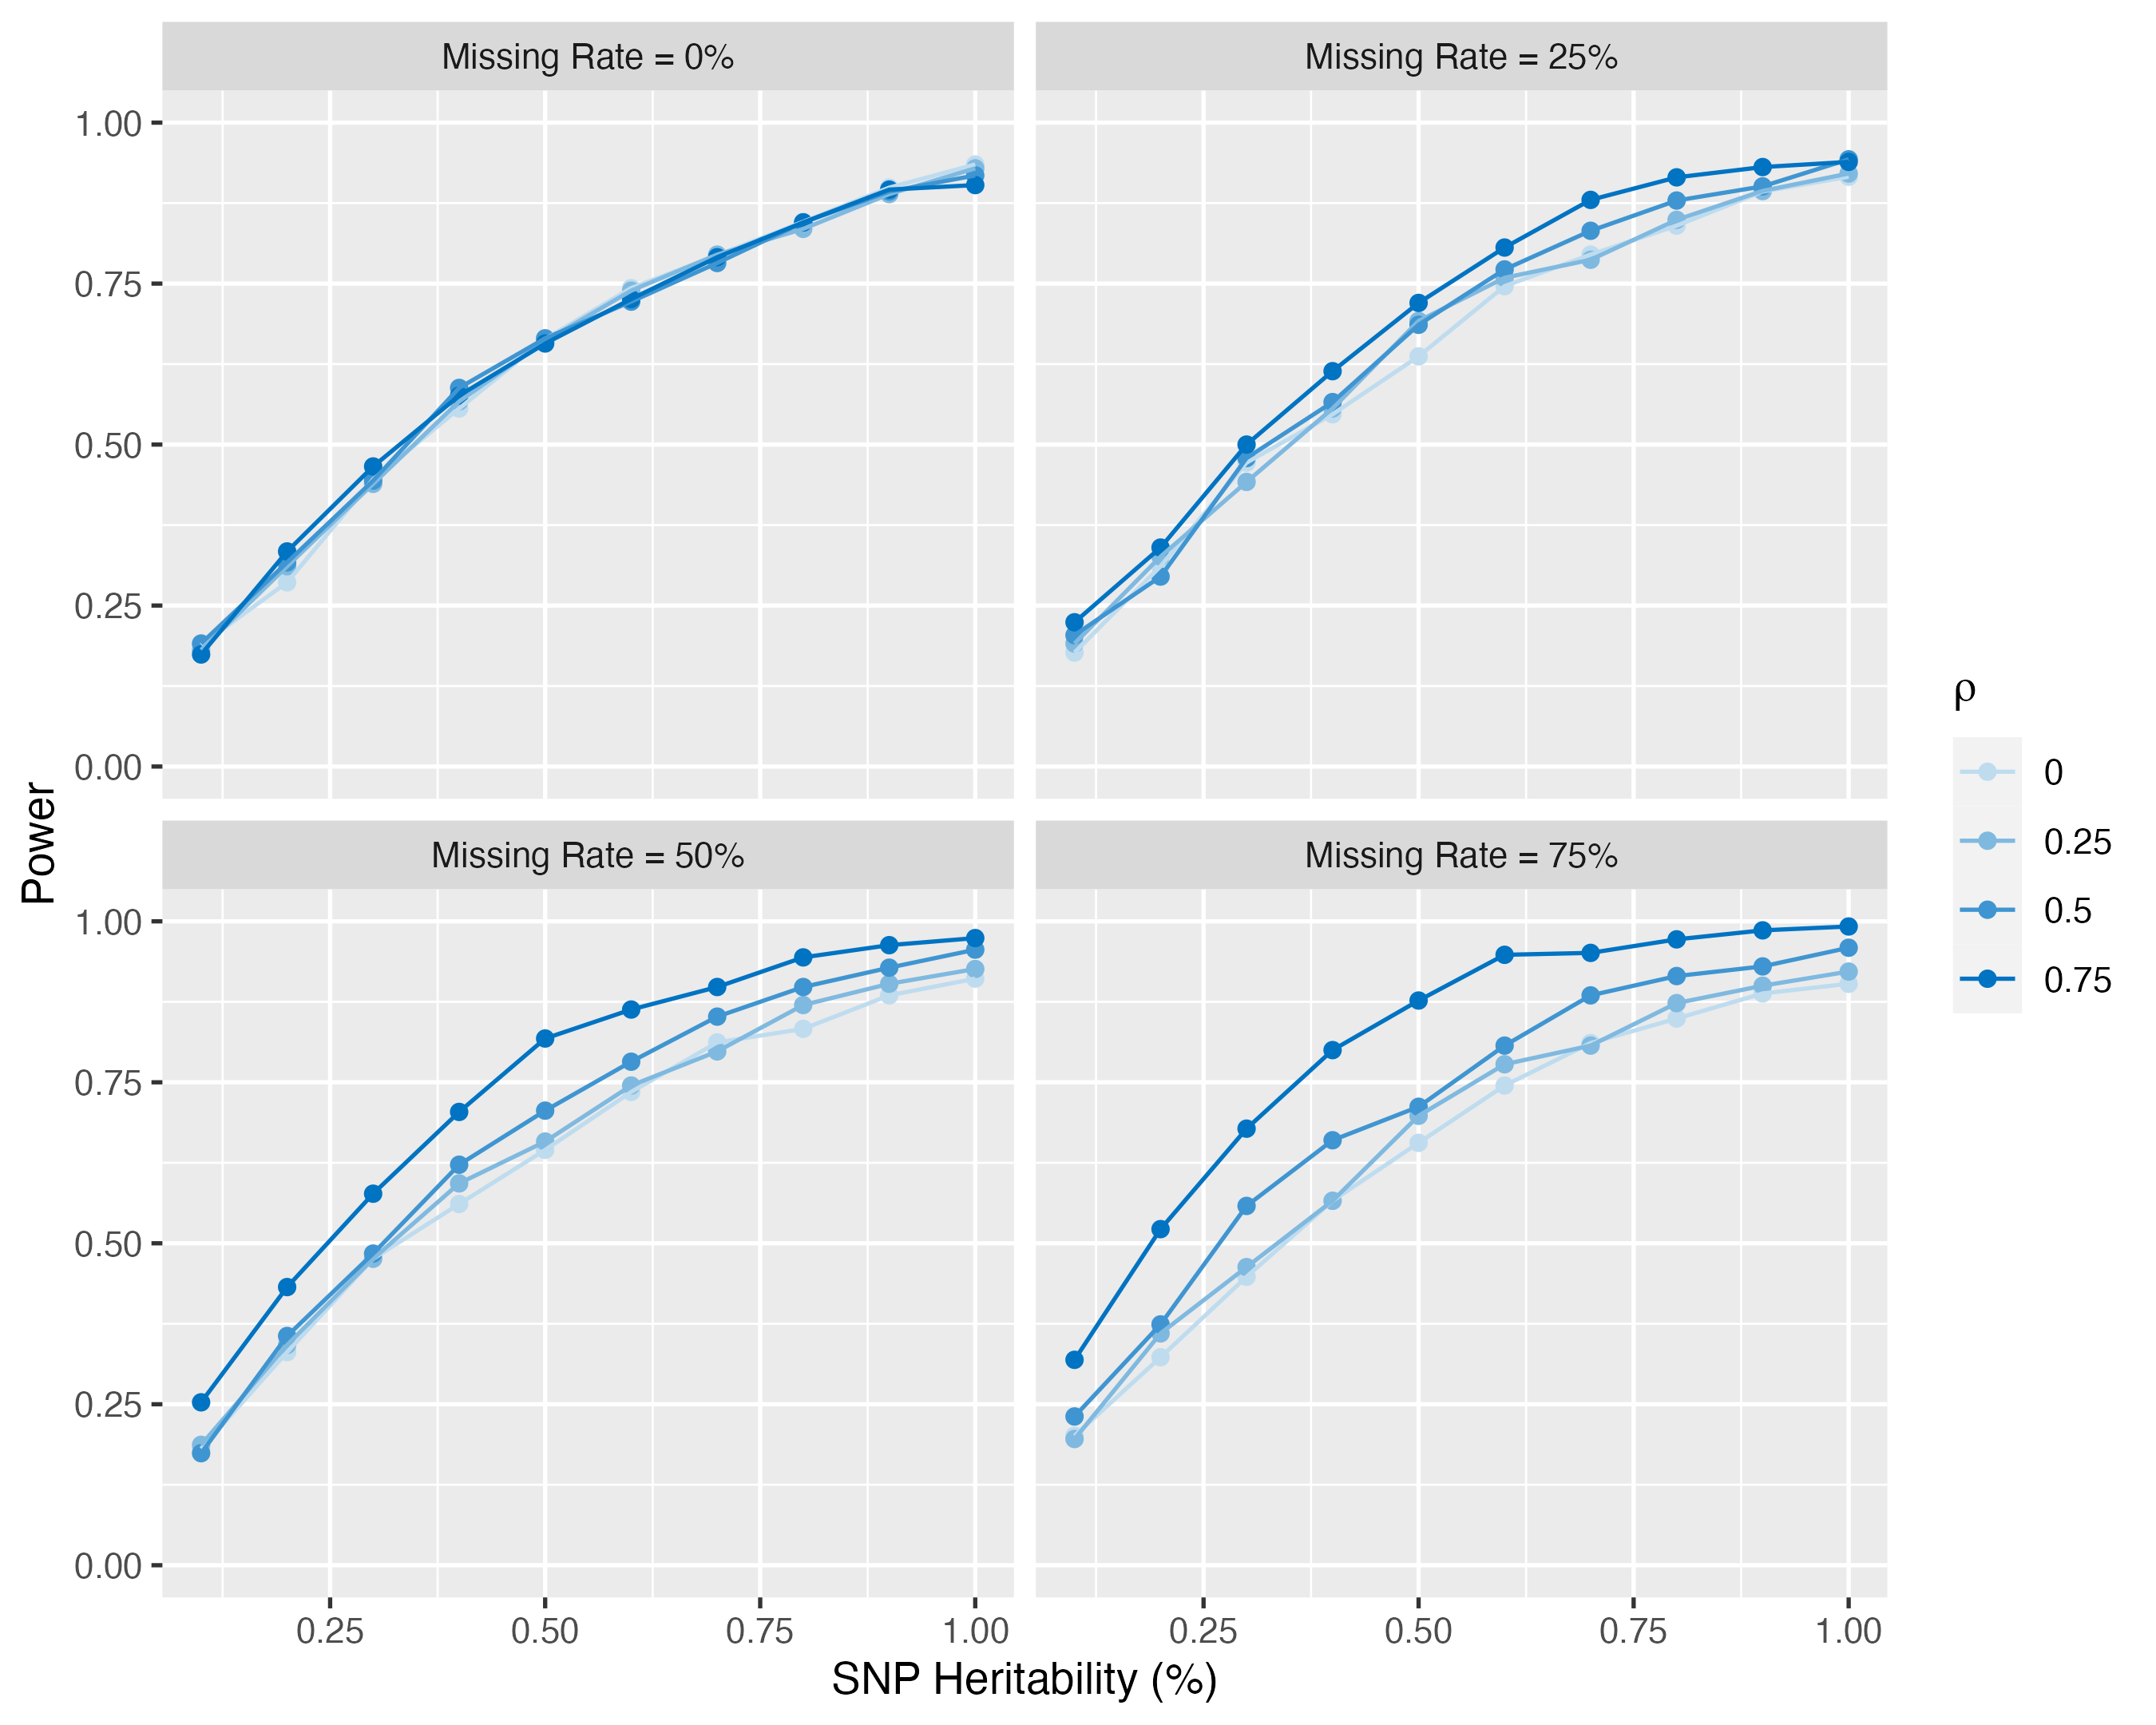 Missing Rate = 0%
Missing Rate = 25%
1.00
0.75
0.50
0.25
0.00
Power
Missing Rate = 50%
Missing Rate = 75%
1.00
0.75
0.50
0.25
0.00
0.25 0.50 0.75 1.00
0.25 0.50 0.75 1.00
SNP Heritability (%)
ρ
0
0.25
0.5
0.75